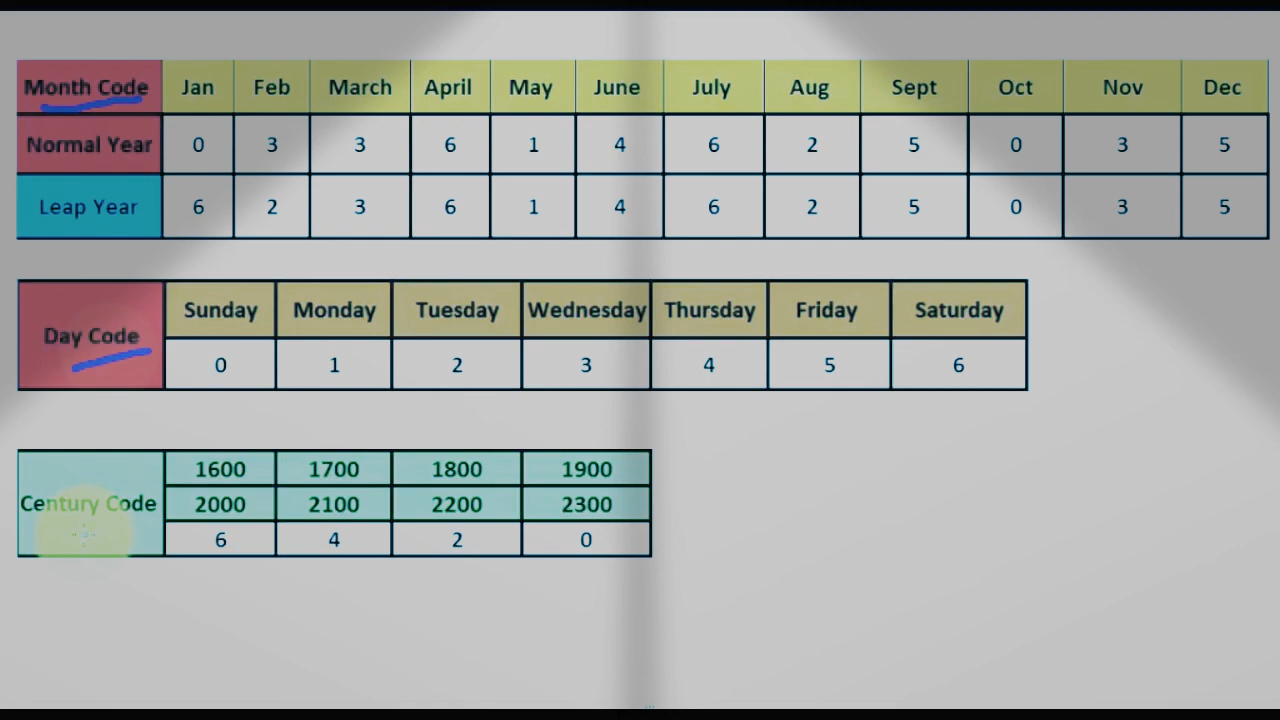 Month Code Jan Feb March April May June July Aug Sept Oct Nov Dec
Normal Year 0 3 3 6 1 4 6 2 5 0 3 5
Leap Year 6 2 3 6 1 4 6 2 5 0 3 5
Day Code Sunday Monday Tuesday Wednesday Thursday Friday Saturday
0 1 2 3 4 5 6
Century Code 1600 1700 1800 1900
2000 2100 2200 2300
6 4 2 0